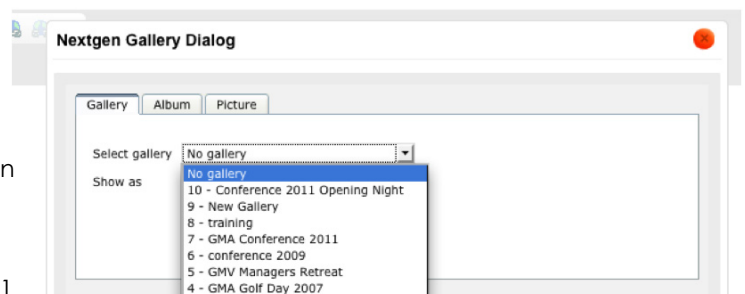 Nextgen Gallery Dialog
Gallery Album Picture
Select gallery No gallery
Show as
No gallery
10 - Conference 2011 Opening Night
9 - New Gallery
8 - training
7 - GMA Conference 2011
6 - conference 2009
5 - GMV Managers Retreat
4 - GMA Golf Day 2007
n